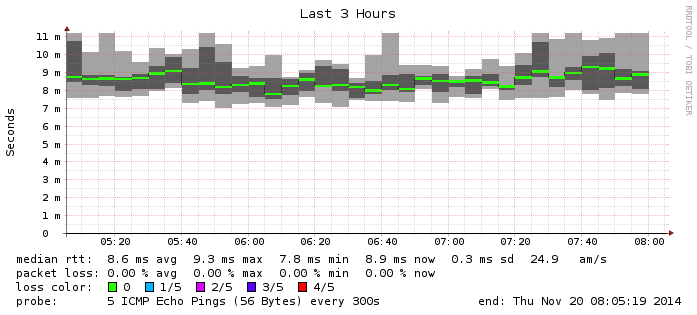 Last 3 Hours
RRDTOOL / TOBI OETIKER
Seconds
11 m
10 m
9 m
8 m
7 m
6 m
5 m
4 m
3 m
2 m
1 m
0
05:20 05:40 06:00 06:20 06:40 07:00 07:20 07:40 08:00
median rtt: 8.6 ms avg 9.3 ms max 7.8 ms min 8.9 ms now 0.3 ms sd 24.9 am/s
packet loss: 0.00 % avg 0.00 % max 0.00 % min 0.00 % now
loss color: 0 1/5 2/5 3/5 4/5
probe: 5 ICMP Echo Pings (56 Bytes) every 300s end: Thu Nov 20 08:05:19 2014